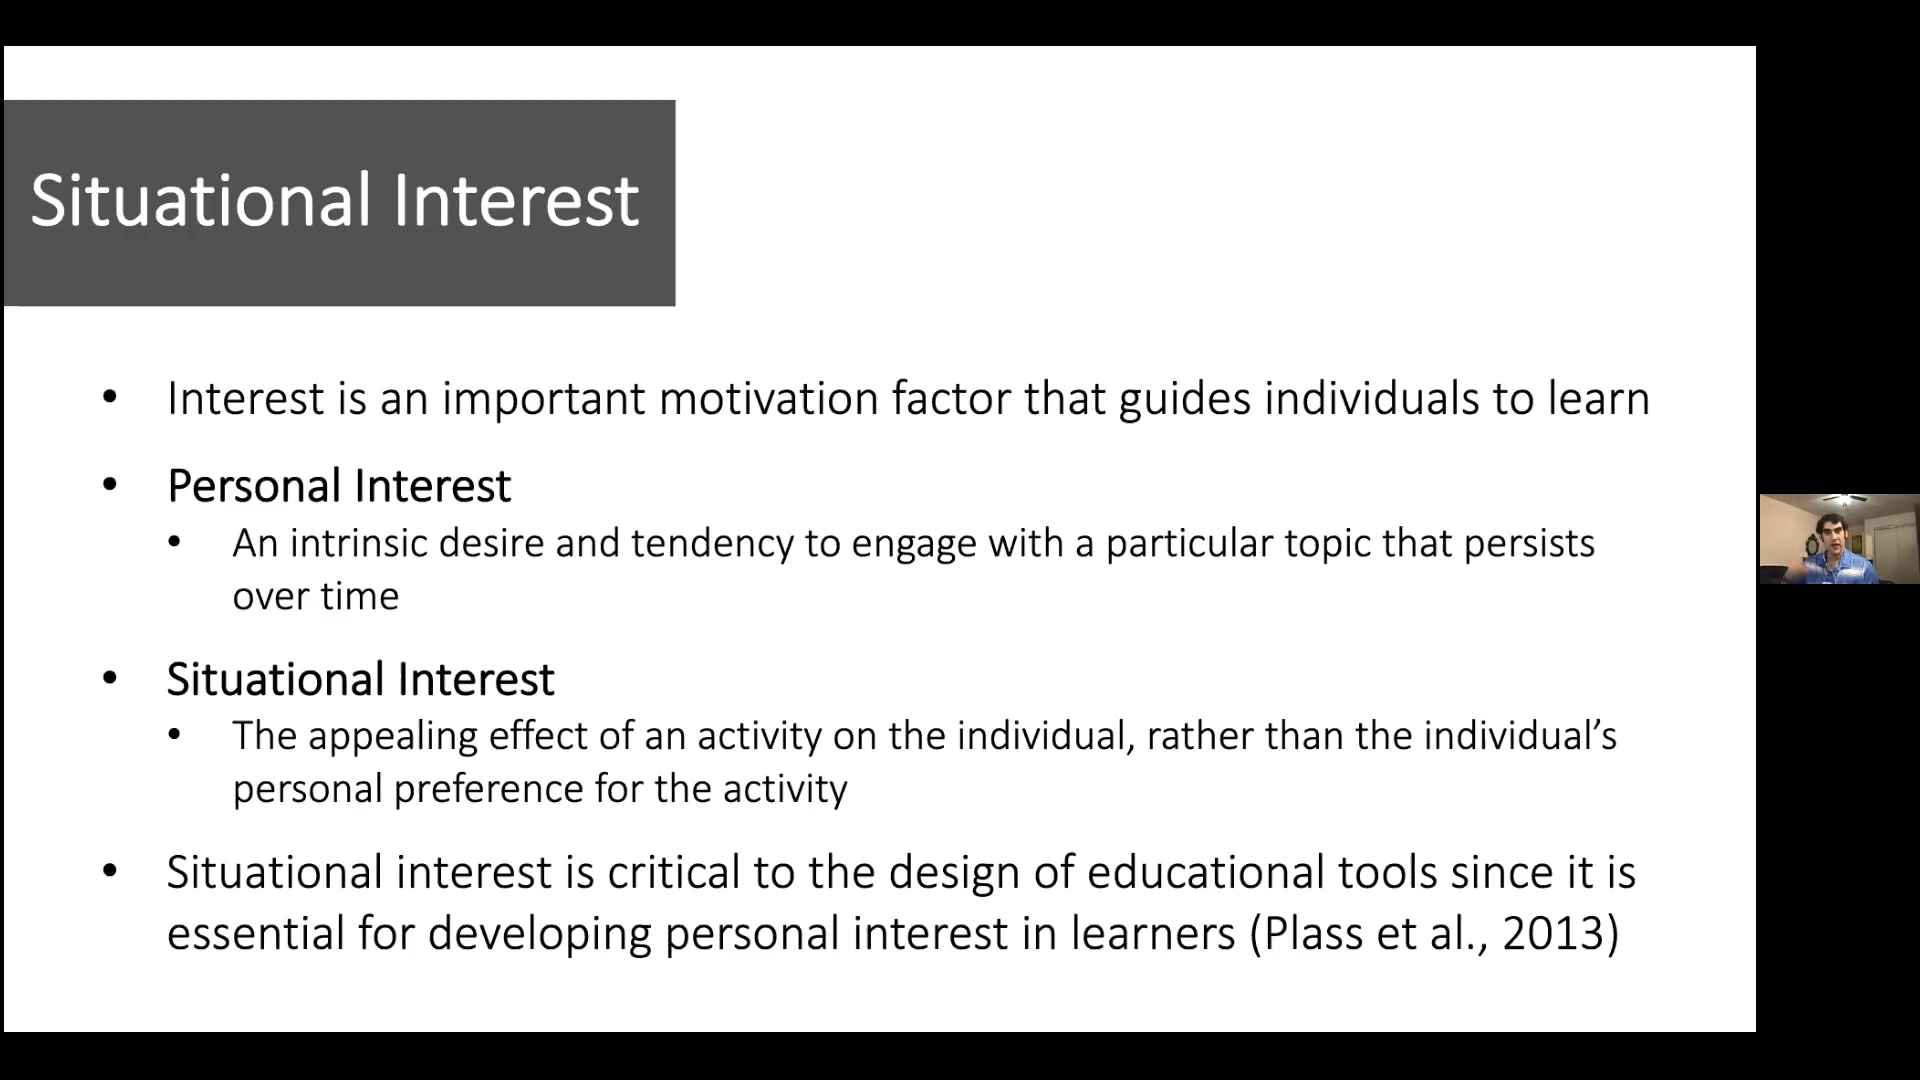 Situational Interest
• Interest is an important motivation factor that guides individuals to learn
• Personal Interest
• An intrinsic desire and tendency to engage with a particular topic that persists
over time
• Situational Interest
• The appealing effect of an activity on the individual, rather than the individual’s
personal preference for the activity
• Situational interest is critical to the design of educational tools since it is
essential for developing personal interest in learners (Plass et al., 2013)